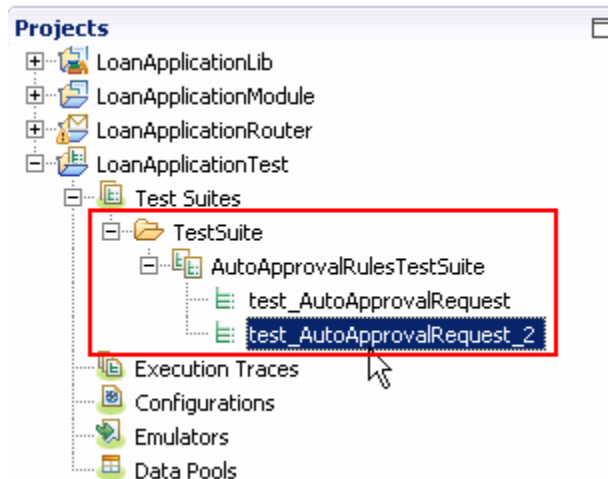 Projects
LoanApplicationLib
LoanApplicationModule
LoanApplicationRouter
LoanApplicationTest
Test Suites
TestSuite
AutoApprovalRulesTestSuite
test_AutoApprovalRequest
test_AutoApprovalRequest_2
Execution Traces
Configurations
Emulators
Data Pools